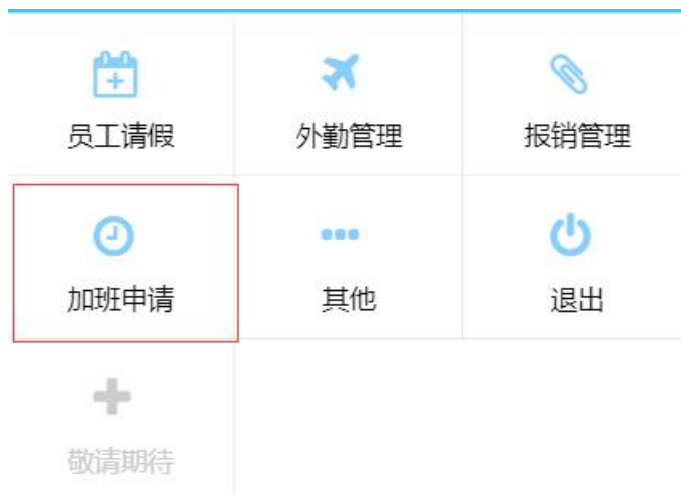 员工请假
外勤管理
报销管理
加班申请
其他
退出
敬请期待